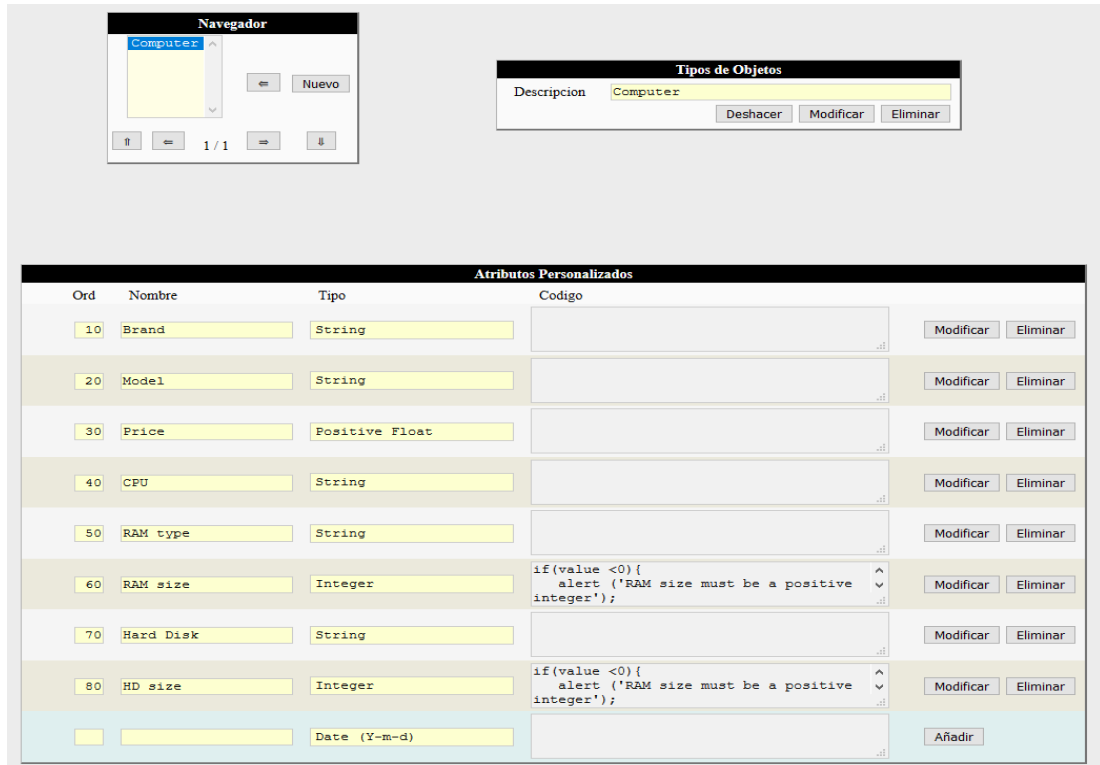 Navegador
Computer
⇐ Nuevo
⇑ ⇐ 1 / 1 ⇒ ⇓
Tipos de Objetos
Descripcion Computer
Deshacer Modificar Eliminar
Atributos Personalizados
Ord Nombre Tipo Codigo
10 Brand String Modificar Eliminar
20 Model String Modificar Eliminar
30 Price Positive Float Modificar Eliminar
40 CPU String Modificar Eliminar
50 RAM type String Modificar Eliminar
60 RAM size Integer if(value <0){
alert ('RAM size must be a positive
integer'); Modificar Eliminar
70 Hard Disk String Modificar Eliminar
80 HD size Integer if(value <0){
alert ('RAM size must be a positive
integer'); Modificar Eliminar
Date (Y-m-d) Añadir